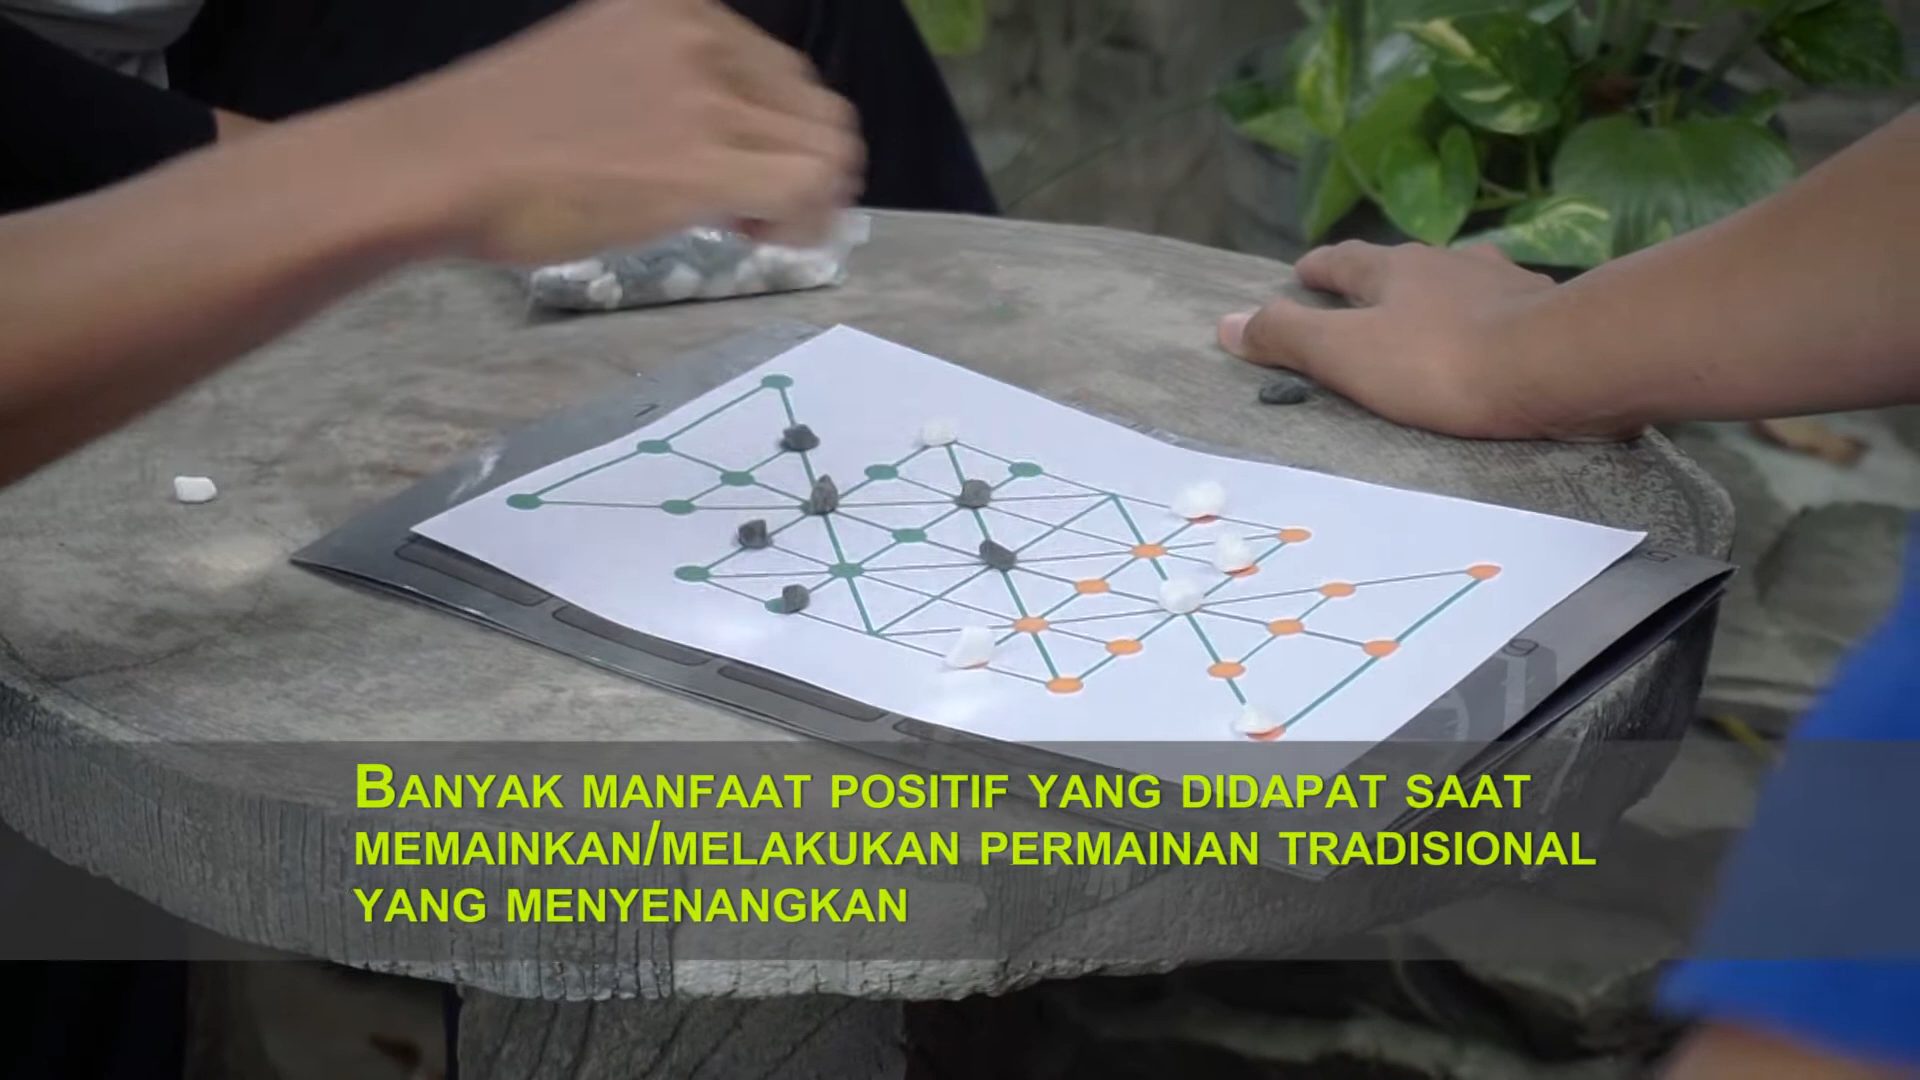 Banyak manfaat positif yang didapat saat
memainkan/melakukan permainan tradisional
yang menyenangkan